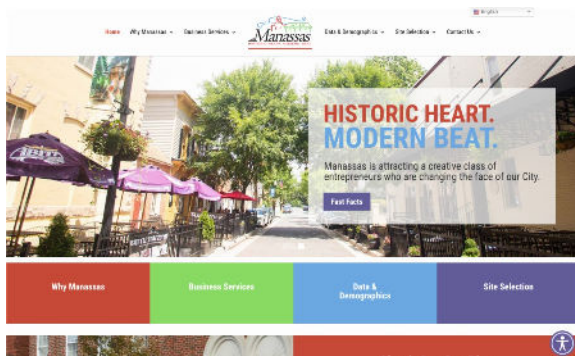 English
Home Why Manassas Business Services Manassas Data & Demographics Site Selection Contact Us
HISTORIC HEART.
MODERN BEAT.
Manassas is attracting a creative class of
entrepreneurs who are changing the face of our City.
Fast Facts
Why Manassas
Business Services
Data &
Demographics
Site Selection